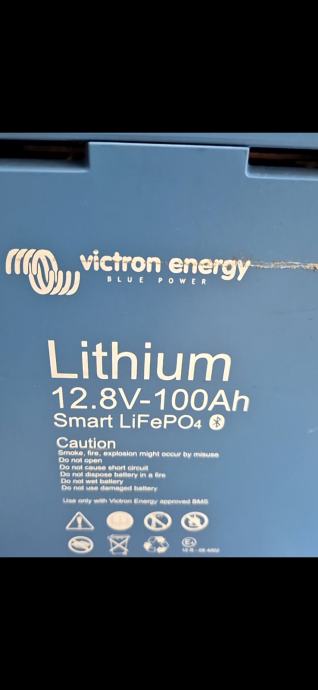 victron energy
BLUE POWER
Lithium
12.8V-100Ah
Smart LiFePO₄
Caution
Smoke, fire, explosion might occur by misuse
Do not open
Do not cause short circuit
Do not dispose battery in a fire
Do not wet battery
Do not use damaged battery
Use only with Victron Energy approved BMS